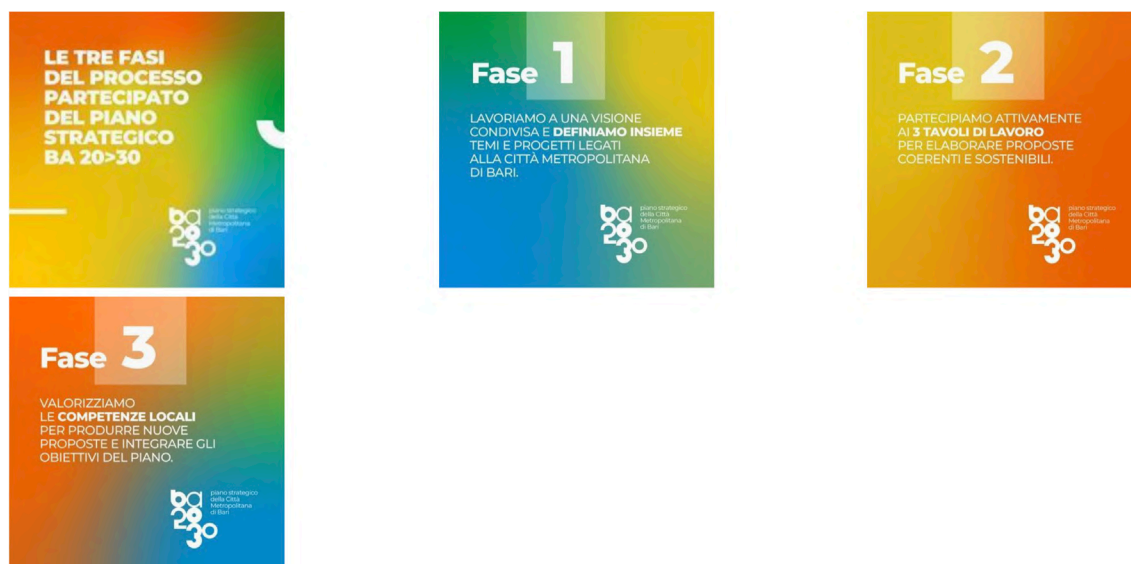 LE TRE FASI
DEL PROCESSO
PARTECIPATO
DEL PIANO
STRATEGICO
BA 20>30
ba
20
30
piano strategico
della Città
Metropolitana
di Bari
Fase 1
LAVORIAMO A UNA VISIONE
CONDIVISA E DEFINIAMO INSIEME
TEMI E PROGETTI LEGATI
ALLA CITTÀ METROPOLITANA
DI BARI.
ba
20
30
piano strategico
della Città
Metropolitana
di Bari
Fase 2
PARTECIPIAMO ATTIVAMENTE
AI 3 TAVOLI DI LAVORO
PER ELABORARE PROPOSTE
COERENTI E SOSTENIBILI.
ba
20
30
piano strategico
della Città
Metropolitana
di Bari
Fase 3
VALORIZZIAMO
LE COMPETENZE LOCALI
PER PRODURRE NUOVE
PROPOSTE E INTEGRARE GLI
OBIETTIVI DEL PIANO.
ba
20
30
piano strategico
della Città
Metropolitana
di Bari